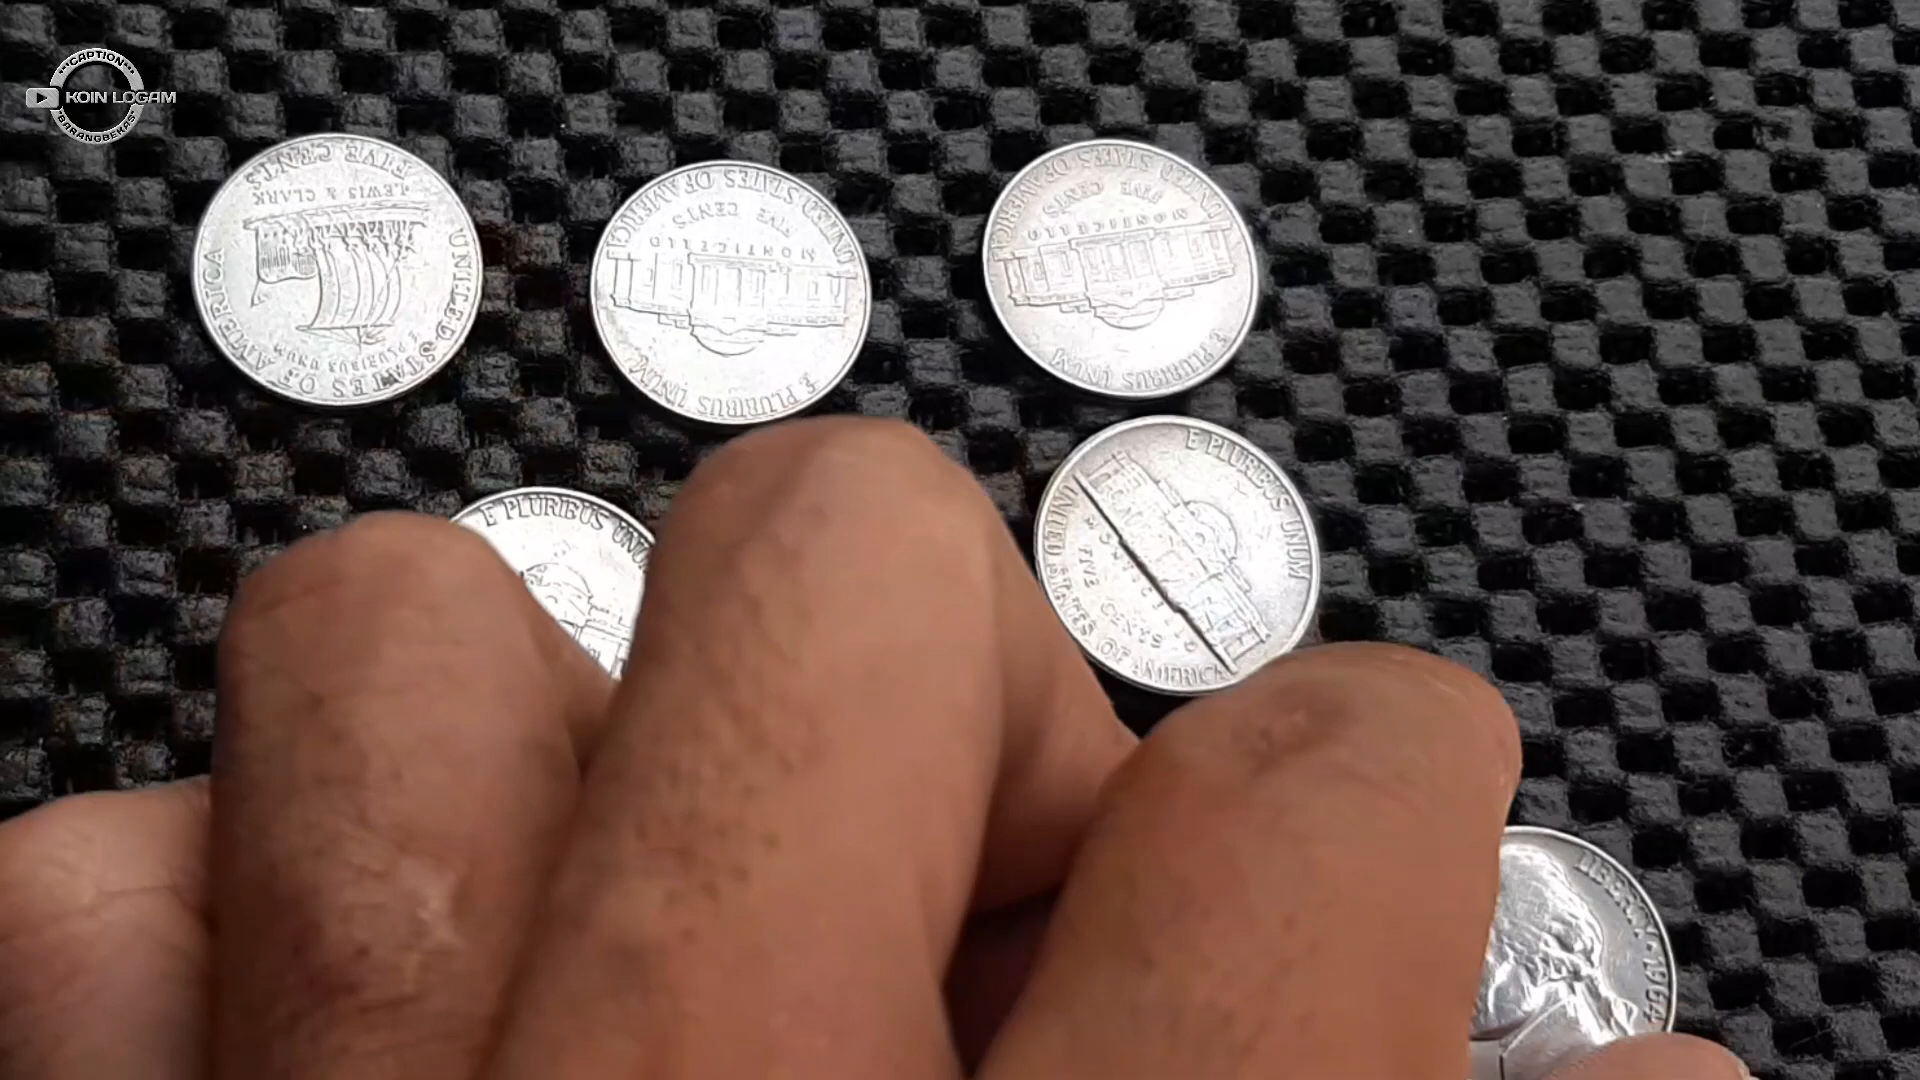 ***CAPTION***
KOIN LOGAM
*BARANGBEKAS*
FIVE CENTS
LEWIS & CLARK
E PLURIBUS UNUM
UNITED STATES OF AMERICA
UNITED STATES OF AMERICA
FIVE CENTS
MONTICELLO
E PLURIBUS UNUM
UNITED STATES OF AMERICA
FIVE CENTS
MONTICELLO
E PLURIBUS UNUM
E PLURIBUS UNU
E PLURIBUS UNUM
MONTICELLO
FIVE CENTS
UNITED STATES OF AMERICA
LIBERTY 1964